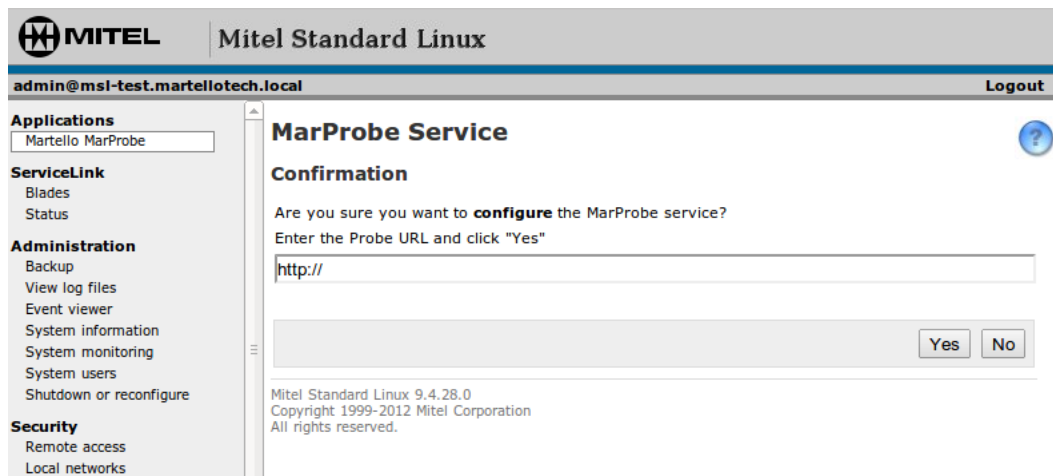 MITEL
Mitel Standard Linux
admin@msl-test.martellotech.local
Logout
Applications
Martello MarProbe
ServiceLink
Blades
Status
Administration
Backup
View log files
Event viewer
System information
System monitoring
System users
Shutdown or reconfigure
Security
Remote access
Local networks
MarProbe Service
?
Confirmation
Are you sure you want to configure the MarProbe service?
Enter the Probe URL and click "Yes"
http://
Yes
No
Mitel Standard Linux 9.4.28.0
Copyright 1999-2012 Mitel Corporation
All rights reserved.